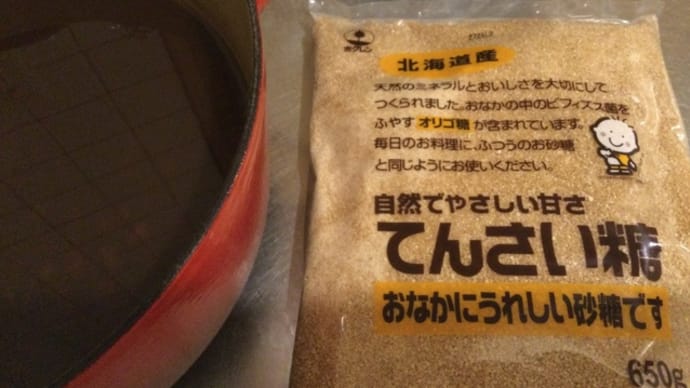 ホクレン
北海道産
天然のミネラルとおいしさを大切にして
つくられました。おなかの中のビフィズス菌を
ふやすオリゴ糖が含まれています。
毎日のお料理に、ふつうのお砂糖
と同じようにお使いください。
自然でやさしい甘さ
てんさい糖
おなかにうれしい砂糖です
650g